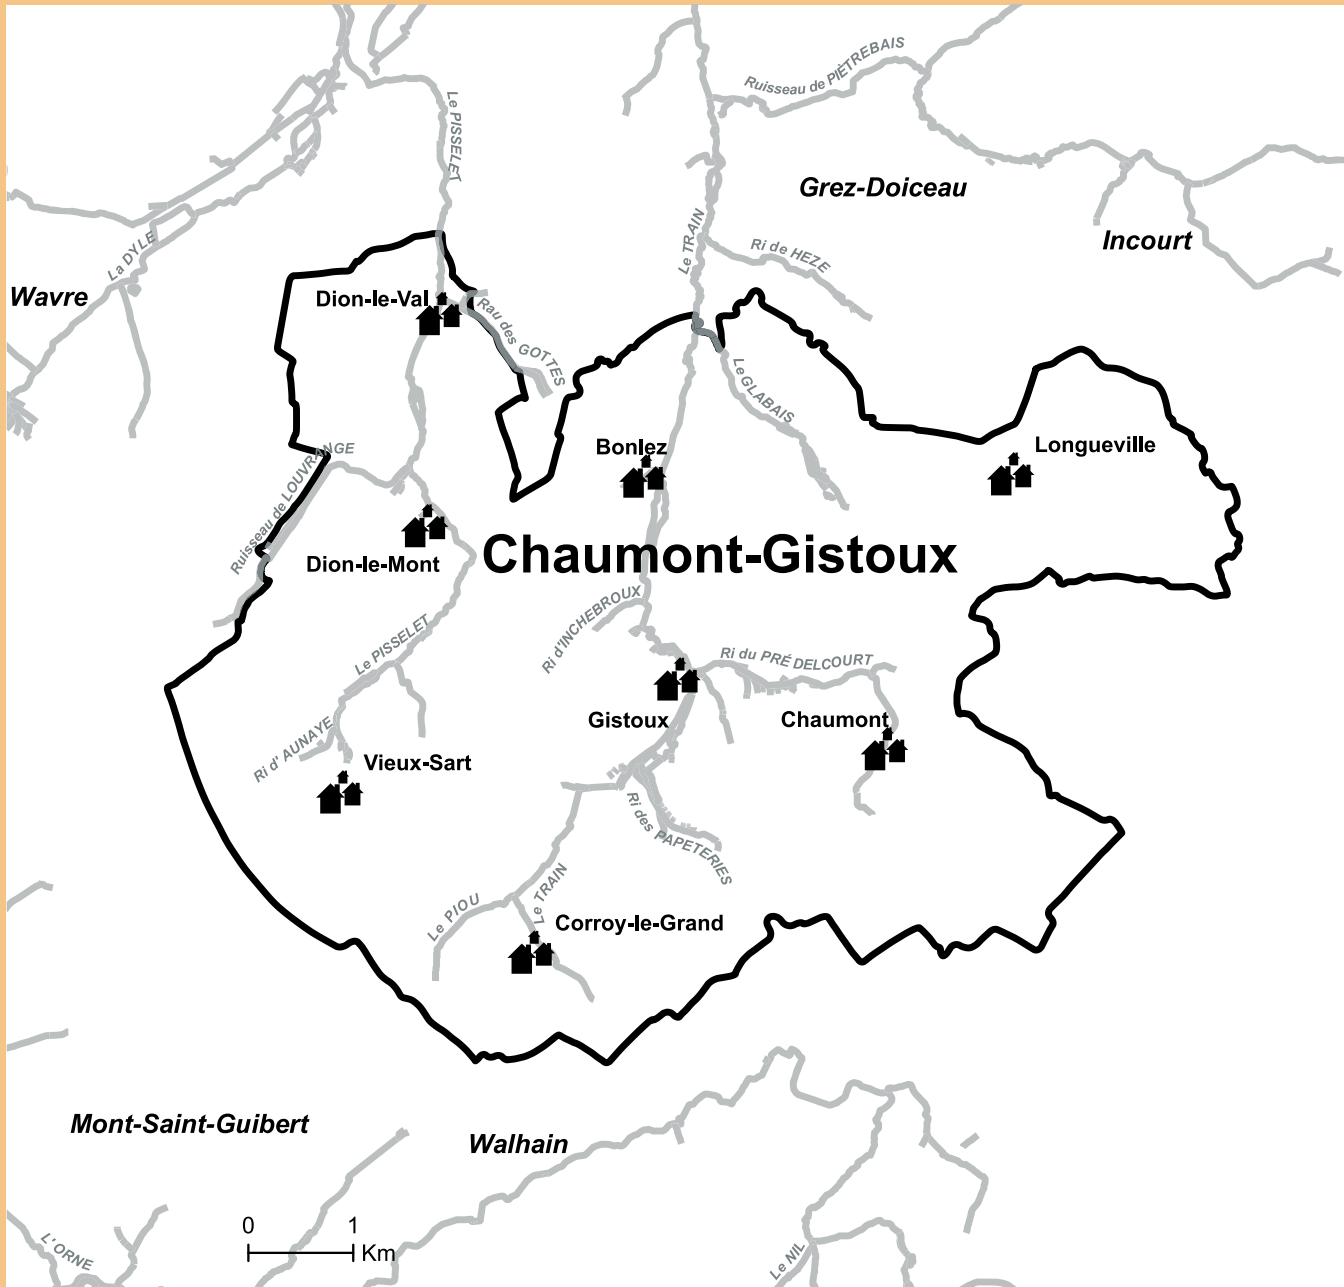 Le PISSELET
Ruisseau de PIÈTREBAIS
Grez-Doiceau
Incourt
La DYLE
Le TRAIN
Ri de HEZE
Wavre
Dion-le-Val
Rau des GOTTES
Le GLABAIS
Bonlez
Longueville
Ruisseau de LOUVRANGE
Dion-le-Mont
Chaumont-Gistoux
Ri d'INCHEBROUX
Le PISSELET
Ri du PRÉ DELCOURT
Gistoux
Chaumont
Ri d'AUNAYE
Vieux-Sart
Ri des PAPETERIES
Le PIOU
Le TRAIN
Corroy-le-Grand
Mont-Saint-Guibert
Walhain
0 1
Km
L'ORNE
Le NIL